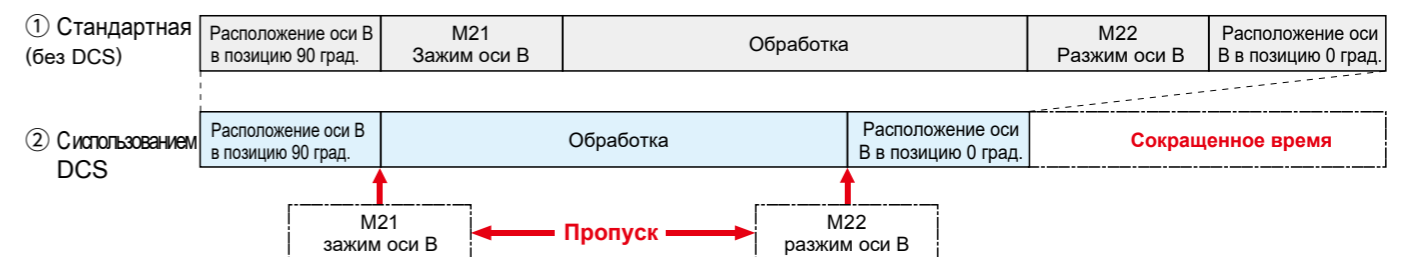 ① Стандартная
(без DCS)
Расположение оси В
в позицию 90 град.
M21
Зажим оси В
Обработка
M22
Разжим оси В
Расположение оси
В в позицию 0 град.
② С использованием
DCS
Расположение оси В
в позицию 90 град.
Обработка
Расположение оси
В в позицию 0 град.
Сокращенное время
M21
зажим оси В
Пропуск
M22
разжим оси В